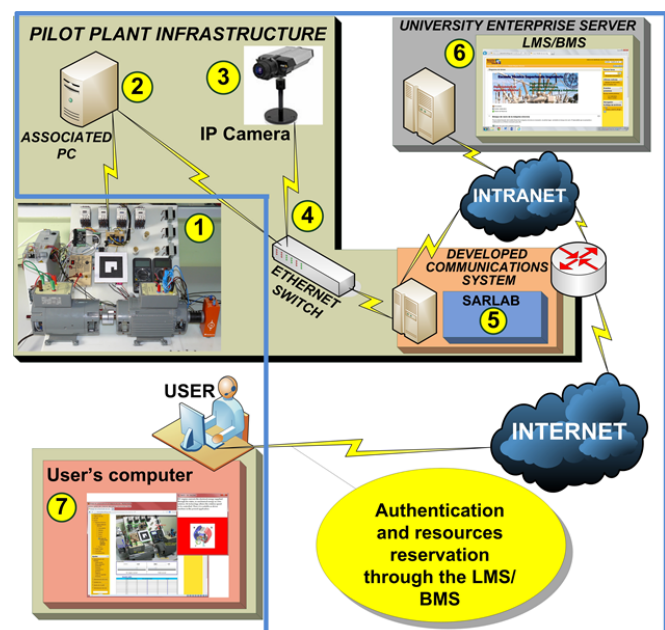 PILOT PLANT INFRASTRUCTURE
UNIVERSITY ENTERPRISE SERVER
LMS/BMS
6
2
3
ASSOCIATED
PC
IP Camera
1
4
INTRANET
ETHERNET
SWITCH
DEVELOPED
COMMUNICATIONS
SYSTEM
SARLAB
5
USER
INTERNET
User's computer
7
Authentication
and resources
reservation
through the LMS/
BMS